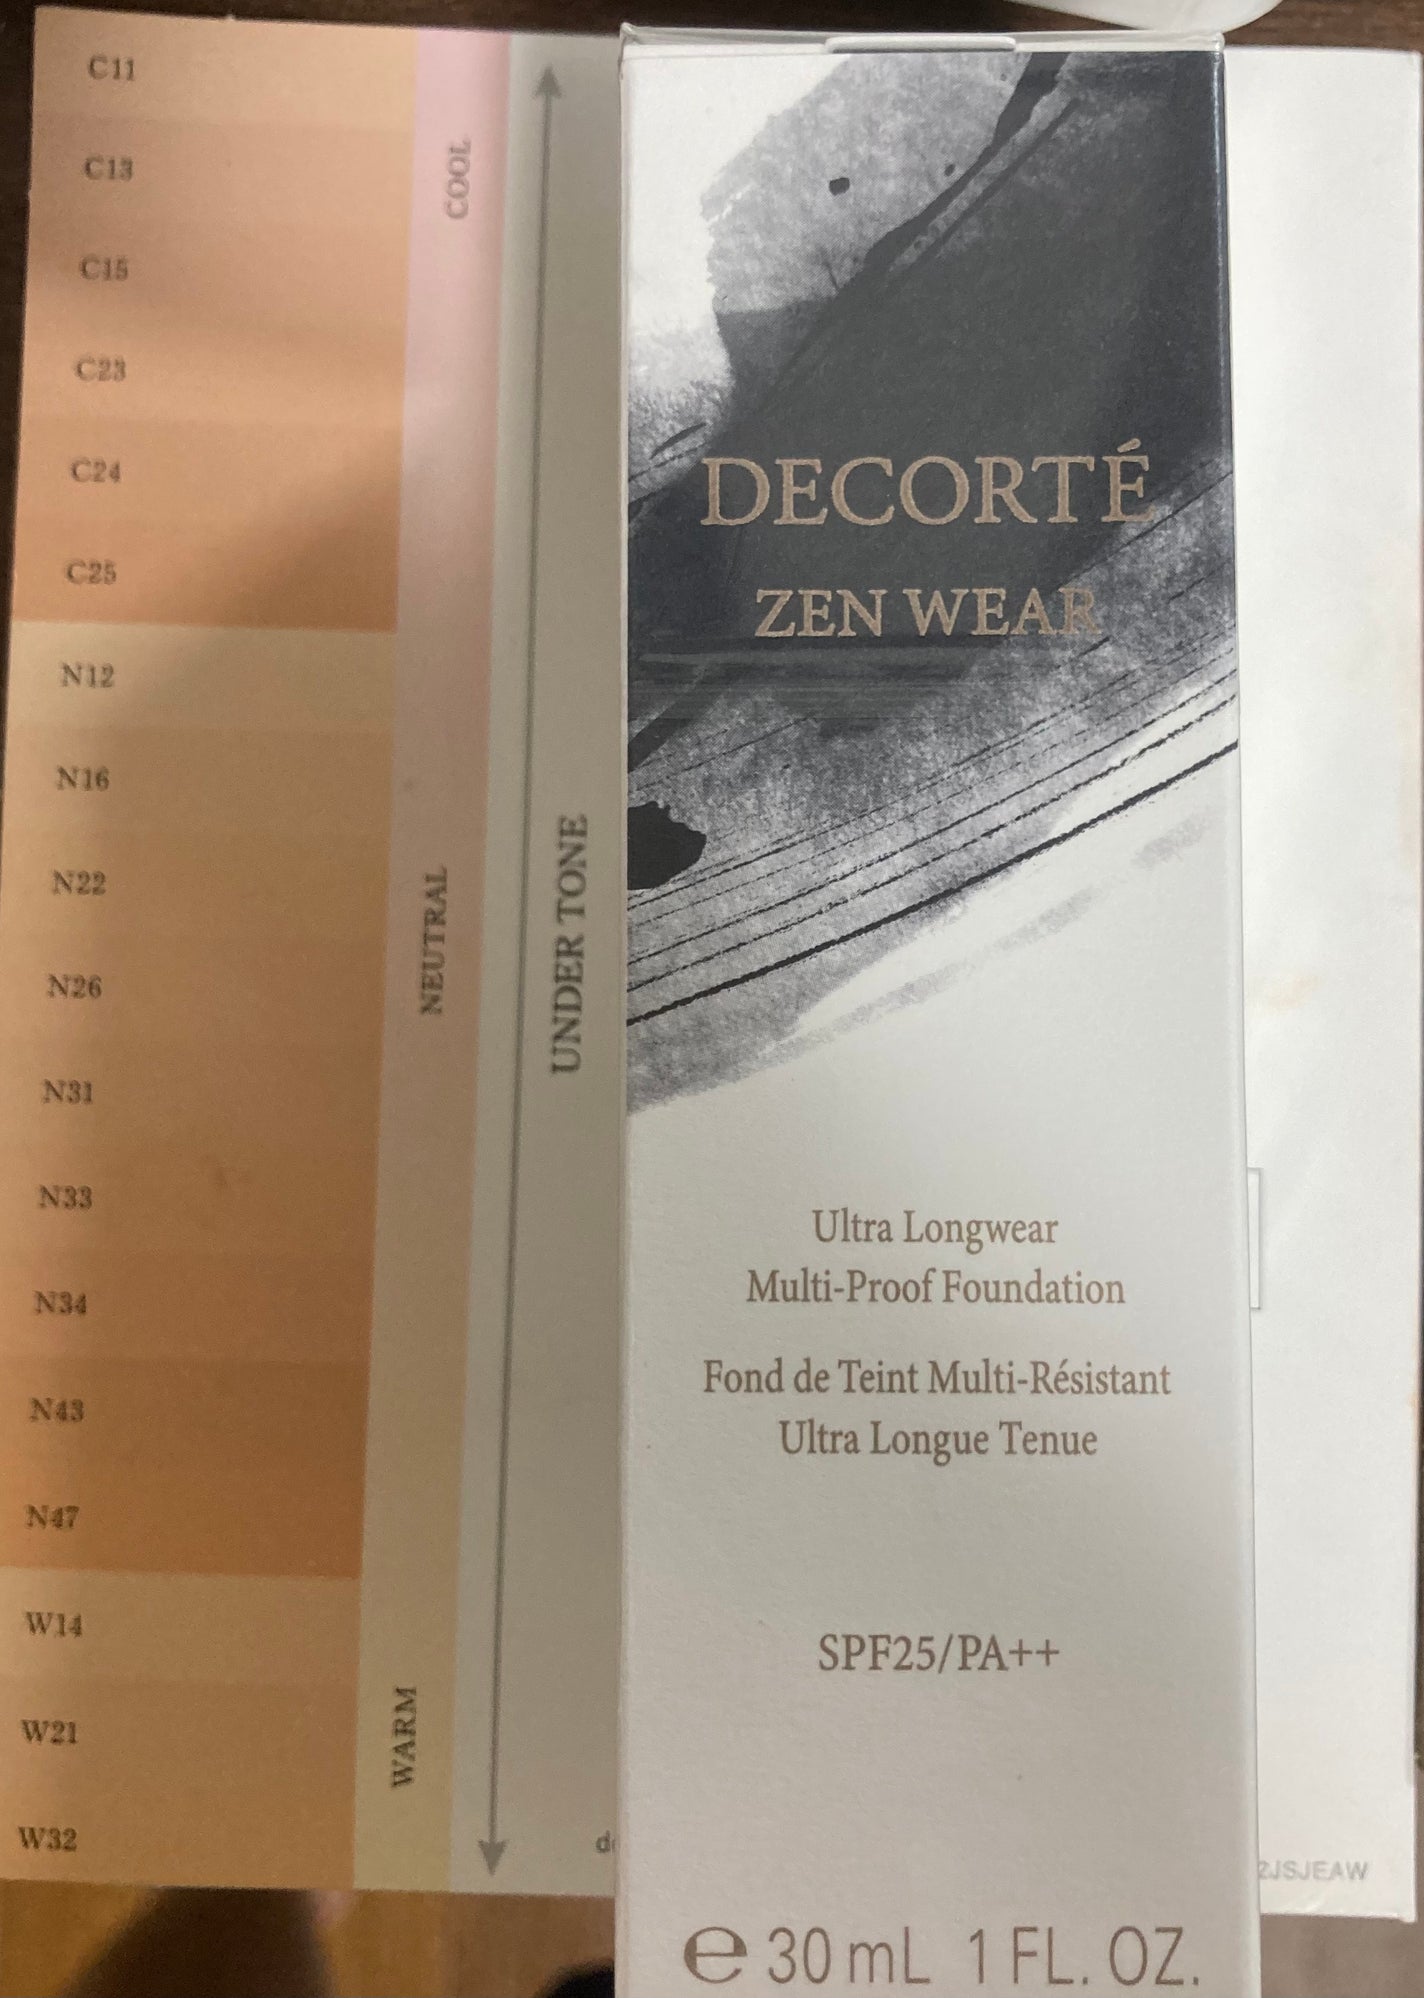 C11
C13
C15
C23
C24
C25
N12
N16
N22
N26
N31
N33
N34
N43
N47
W14
W21
W32
COOL
NEUTRAL
WARM
UNDER TONE
DECORTÉ
ZEN WEAR
Ultra Longwear
Multi-Proof Foundation
Fond de Teint Multi-Résistant
Ultra Longue Tenue
SPF25/PA++
℮ 30 mL 1 FL. OZ.
2JSJEAW